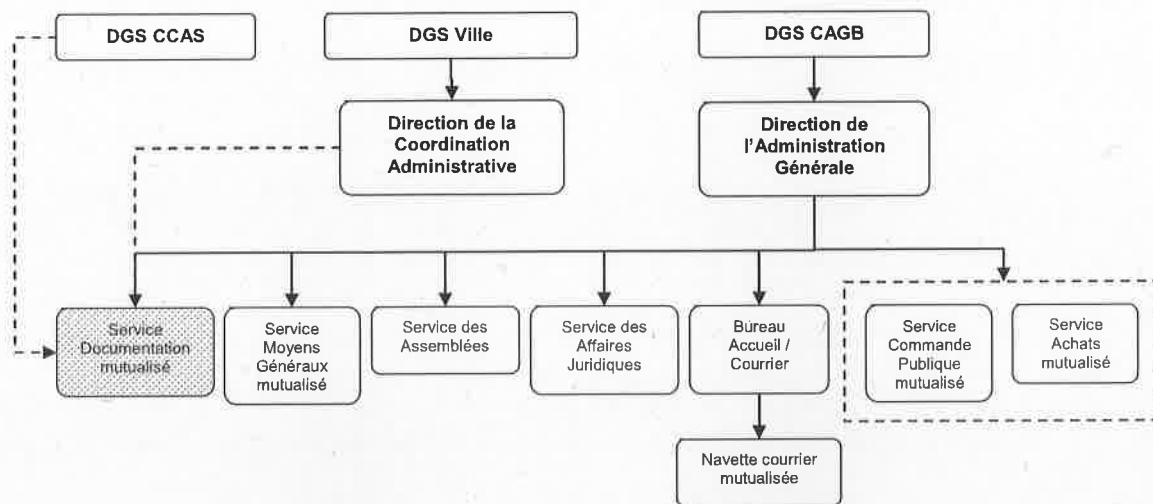 DGS CCAS
DGS Ville
DGS CAGB
Direction de la
Coordination
Administrative
Direction de
l'Administration
Générale
Service
Documentation
mutualisé
Service
Moyens
Généraux
mutualisé
Service des
Assemblées
Service des
Affaires
Juridiques
Bureau
Accueil /
Courrier
Service
Commande
Publique
mutualisé
Service
Achats
mutualisé
Navette courrier
mutualisée